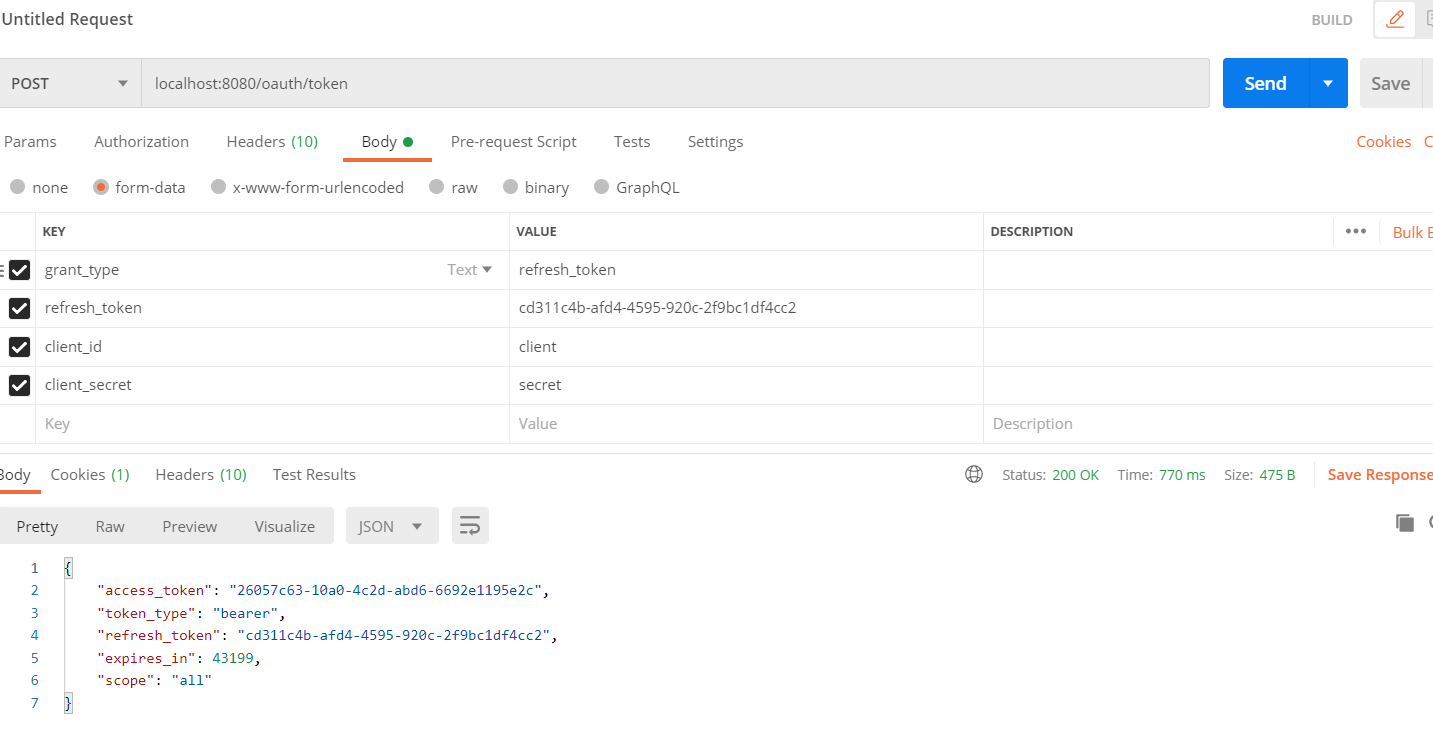 Untitled Request BUILD
POST localhost:8080/oauth/token Send Save
Params Authorization Headers (10) Body Pre-request Script Tests Settings Cookies C
none form-data x-www-form-urlencoded raw binary GraphQL
KEY VALUE DESCRIPTION ••• Bulk E
grant_type Text refresh_token
refresh_token cd311c4b-afd4-4595-920c-2f9bc1df4cc2
client_id client
client_secret secret
Key Value Description
Body Cookies (1) Headers (10) Test Results Status: 200 OK Time: 770 ms Size: 475 B Save Response
Pretty Raw Preview Visualize JSON
1 {
2 "access_token": "26057c63-10a0-4c2d-abd6-6692e1195e2c",
3 "token_type": "bearer",
4 "refresh_token": "cd311c4b-afd4-4595-920c-2f9bc1df4cc2",
5 "expires_in": 43199,
6 "scope": "all"
7 }